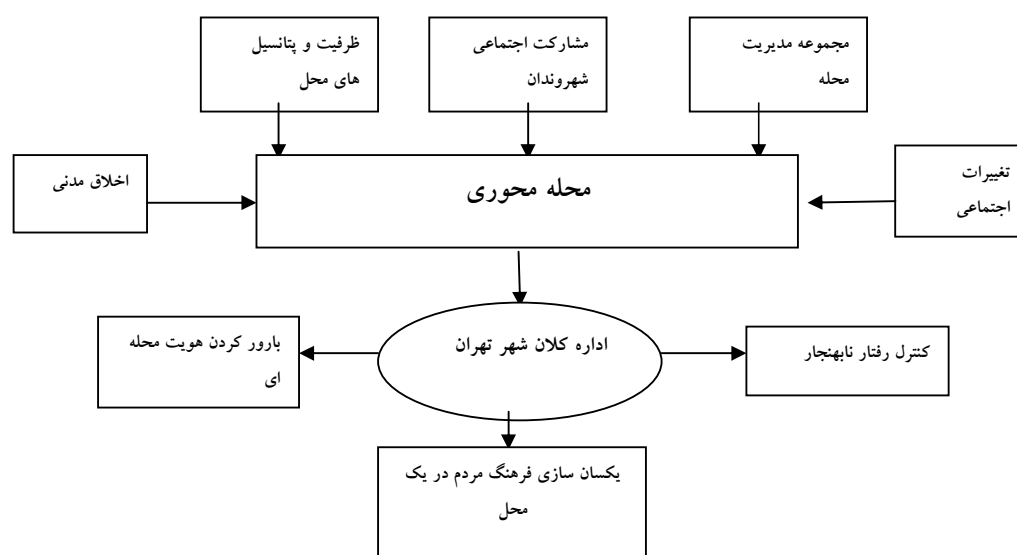 مجموعه مدیریت
محله
مشارکت اجتماعی
شهروندان
ظرفیت و پتانسیل
های محل
تغییرات
اجتماعی
محله محوری
اخلاق مدنی
اداره کلان شهر تهران
کنترل رفتار نابهنجار
بارور کردن هویت محله
ای
یکسان سازی فرهنگ مردم در یک
محل